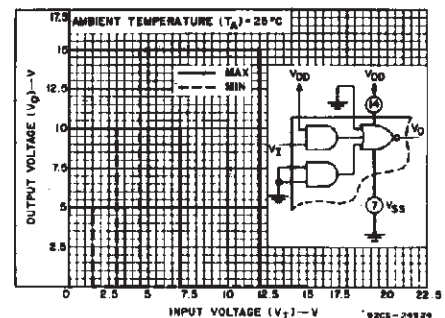 17.5
AMBIENT TEMPERATURE (TA)=25°C
15
12.5
10
7.5
5
2.5
OUTPUT VOLTAGE (VO)—V
MAX
MIN
VDD
VDD
14
VI
VO
7
VSS
0
2.5
5
7.5
10
12.5
15
17.5
20
22.5
INPUT VOLTAGE (VI)—V
92CS-24924